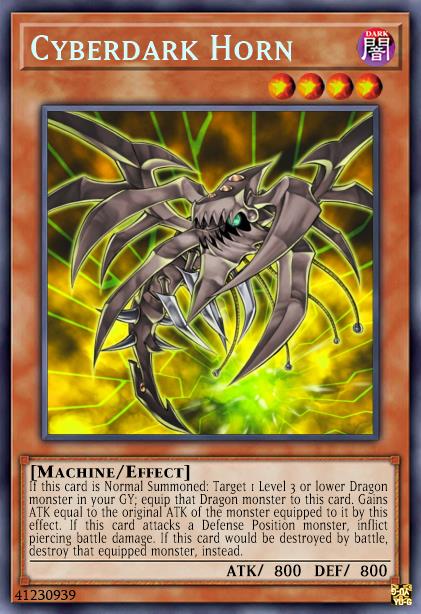 CYBERDARK HORN
DARK
闇
[MACHINE/EFFECT]
If this card is Normal Summoned: Target 1 Level 3 or lower Dragon
monster in your GY; equip that Dragon monster to this card. Gains
ATK equal to the original ATK of the monster equipped to it by this
effect. If this card attacks a Defense Position monster, inflict
piercing battle damage. If this card would be destroyed by battle,
destroy that equipped monster, instead.
ATK/ 800 DEF/ 800
41230939